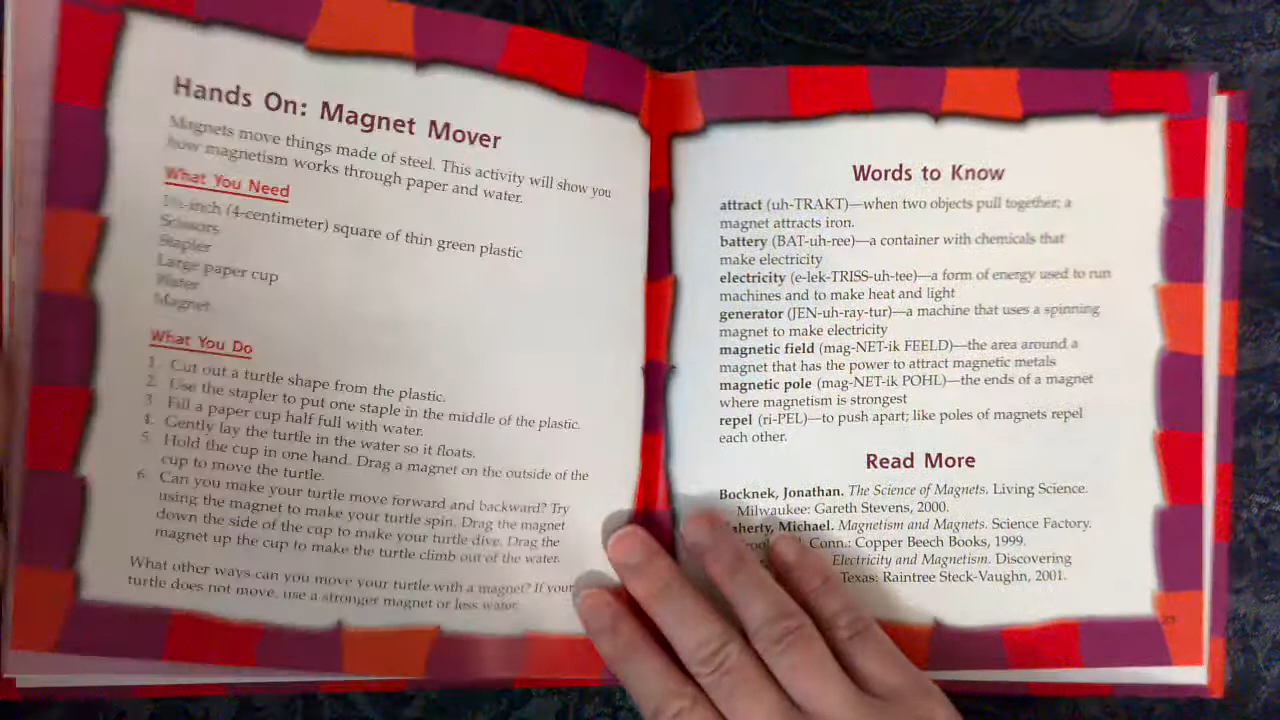 Hands On: Magnet Mover
Magnets move things made of steel. This activity will show you
how magnetism works through paper and water.
What You Need
1½-inch (4-centimeter) square of thin green plastic
Scissors
Stapler
Large paper cup
Water
Magnet
What You Do
1. Cut out a turtle shape from the plastic.
2. Use the stapler to put one staple in the middle of the plastic.
3. Fill a paper cup half full with water.
4. Gently lay the turtle in the water so it floats.
5. Hold the cup in one hand. Drag a magnet on the outside of the
cup to move the turtle.
6. Can you make your turtle move forward and backward? Try
using the magnet to make your turtle spin. Drag the magnet
down the side of the cup to make your turtle dive. Drag the
magnet up the cup to make the turtle climb out of the water.
What other ways can you move your turtle with a magnet? If your
turtle does not move, use a stronger magnet or less water.
Words to Know
attract (uh-TRAKT)—when two objects pull together; a
magnet attracts iron.
battery (BAT-uh-ree)—a container with chemicals that
make electricity
electricity (e-lek-TRISS-uh-tee)—a form of energy used to run
machines and to make heat and light
generator (JEN-uh-ray-tur)—a machine that uses a spinning
magnet to make electricity
magnetic field (mag-NET-ik FEELD)—the area around a
magnet that has the power to attract magnetic metals
magnetic pole (mag-NET-ik POHL)—the ends of a magnet
where magnetism is strongest
repel (ri-PEL)—to push apart; like poles of magnets repel
each other.
Read More
Bocknek, Jonathan. The Science of Magnets. Living Science.
Milwaukee: Gareth Stevens, 2000.
Michael. Magnetism and Magnets. Science Factory.
Conn.: Copper Beech Books, 1999.
Electricity and Magnetism. Discovering
Texas: Raintree Steck-Vaughn, 2001.
23